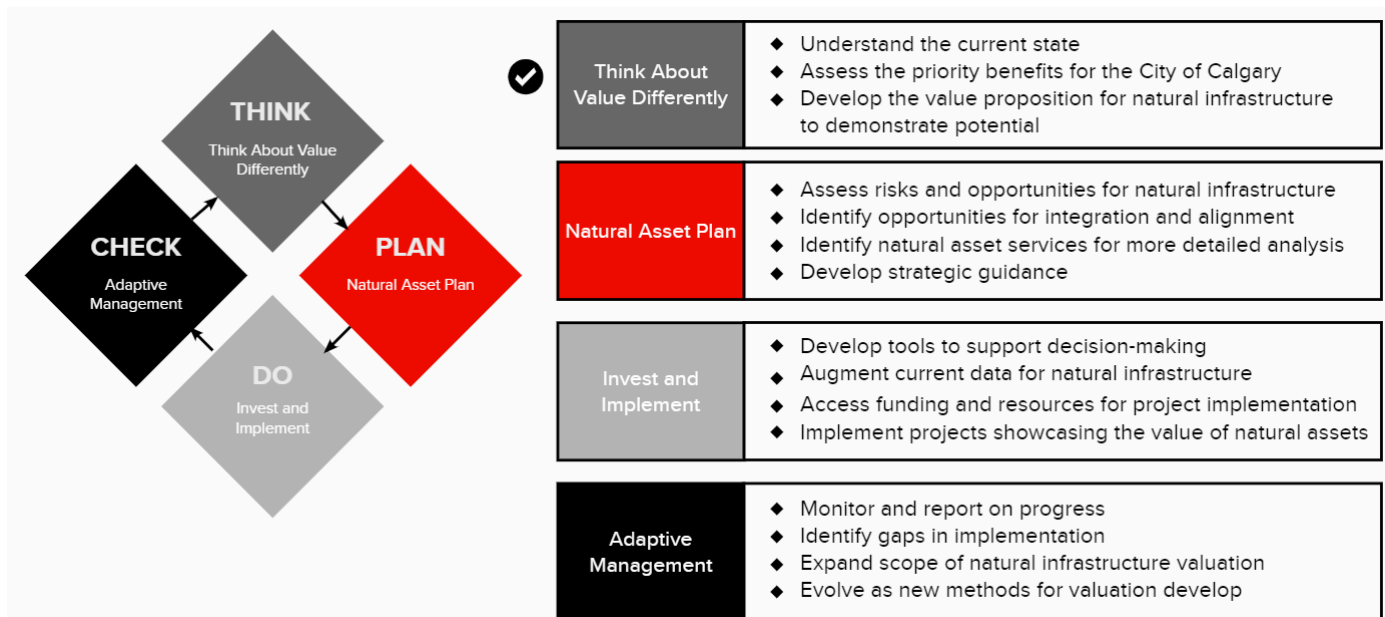 THINK
Think About Value
Differently
CHECK
Adaptive
Management
PLAN
Natural Asset Plan
DO
Invest and
Implement
Think About
Value Differently
Understand the current state
Assess the priority benefits for the City of Calgary
Develop the value proposition for natural infrastructure
to demonstrate potential
Natural Asset Plan
Assess risks and opportunities for natural infrastructure
Identify opportunities for integration and alignment
Identify natural asset services for more detailed analysis
Develop strategic guidance
Invest and
Implement
Develop tools to support decision-making
Augment current data for natural infrastructure
Access funding and resources for project implementation
Implement projects showcasing the value of natural assets
Adaptive
Management
Monitor and report on progress
Identify gaps in implementation
Expand scope of natural infrastructure valuation
Evolve as new methods for valuation develop